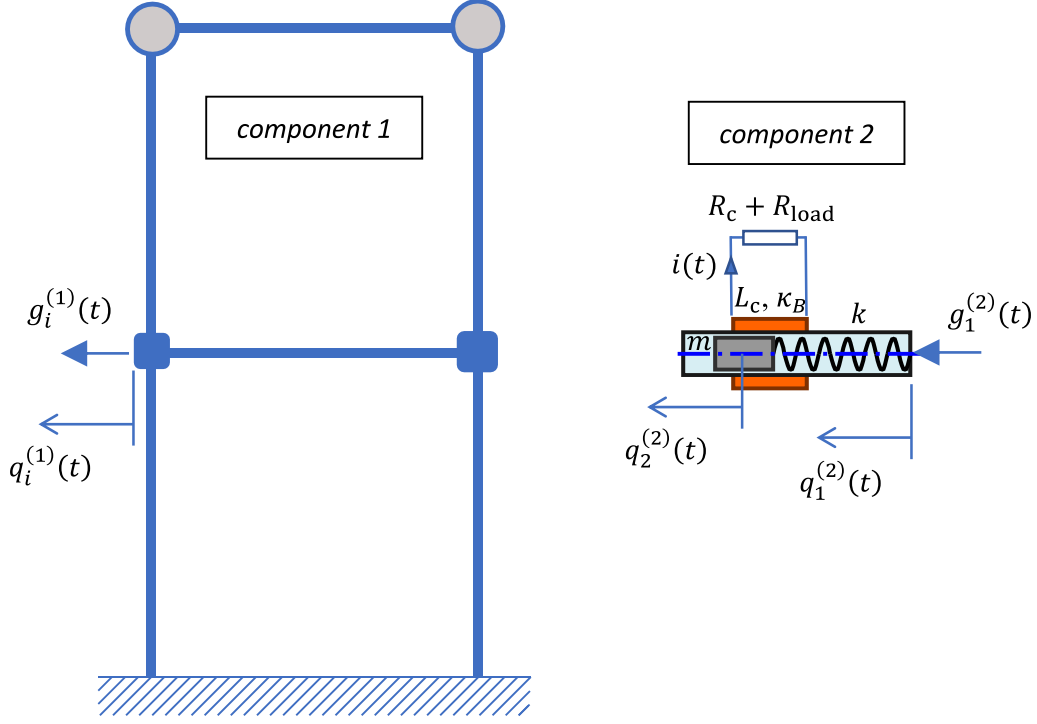 component 1
component 2
R_c + R_load
i(t)
L_c, κ_B
k
g_i^(1)(t)
g_1^(2)(t)
m
q_i^(1)(t)
q_2^(2)(t)
q_1^(2)(t)